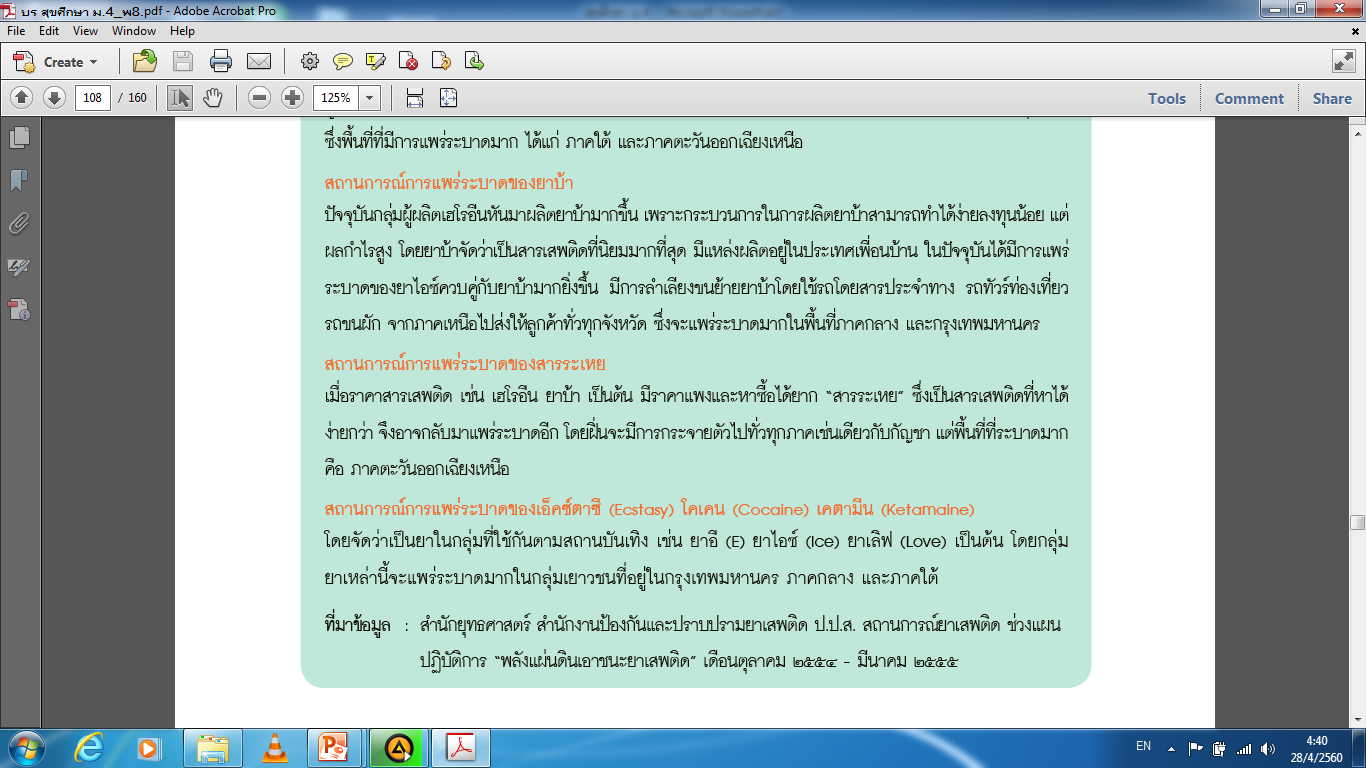 บร สุขศึกษา ม.4_พ8.pdf - Adobe Acrobat Pro
File Edit View Window Help
Create
108 / 160 125% Tools Comment Share
ซึ่งพื้นที่ที่มีการแพร่ระบาดมาก ได้แก่ ภาคใต้ และภาคตะวันออกเฉียงเหนือ
สถานการณ์การแพร่ระบาดของยาบ้า
ปัจจุบันกลุ่มผู้ผลิตเฮโรอีนหันมาผลิตยาบ้ามากขึ้น เพราะกระบวนการในการผลิตยาบ้าสามารถทำได้ง่ายลงทุนน้อย แต่
ผลกำไรสูง โดยยาบ้าจัดว่าเป็นสารเสพติดที่นิยมมากที่สุด มีแหล่งผลิตอยู่ในประเทศเพื่อนบ้าน ในปัจจุบันได้มีการแพร่
ระบาดของยาไอซ์ควบคู่กับยาบ้ามากยิ่งขึ้น มีการลำเลียงขนย้ายยาบ้าโดยใช้รถโดยสารประจำทาง รถทัวร์ท่องเที่ยว
รถขนผัก จากภาคเหนือไปส่งให้ลูกค้าทั่วทุกจังหวัด ซึ่งจะแพร่ระบาดมากในพื้นที่ภาคกลาง และกรุงเทพมหานคร
สถานการณ์การแพร่ระบาดของสารระเหย
เมื่อราคาสารเสพติด เช่น เฮโรอีน ยาบ้า เป็นต้น มีราคาแพงและหาซื้อได้ยาก “สารระเหย” ซึ่งเป็นสารเสพติดที่หาได้
ง่ายกว่า จึงอาจกลับมาแพร่ระบาดอีก โดยฝิ่นจะมีการกระจายตัวไปทั่วทุกภาคเช่นเดียวกับกัญชา แต่พื้นที่ที่ระบาดมาก
คือ ภาคตะวันออกเฉียงเหนือ
สถานการณ์การแพร่ระบาดของเอ็คซ์ตาซี (Ecstasy) โคเคน (Cocaine) เคตามีน (Ketamaine)
โดยจัดว่าเป็นยาในกลุ่มที่ใช้กันตามสถานบันเทิง เช่น ยาอี (E) ยาไอซ์ (Ice) ยาเลิฟ (Love) เป็นต้น โดยกลุ่ม
ยาเหล่านี้จะแพร่ระบาดมากในกลุ่มเยาวชนที่อยู่ในกรุงเทพมหานคร ภาคกลาง และภาคใต้
ที่มาข้อมูล : สำนักยุทธศาสตร์ สำนักงานป้องกันและปราบปรามยาเสพติด ป.ป.ส. สถานการณ์ยาเสพติด ช่วงแผน
ปฏิบัติการ “พลังแผ่นดินเอาชนะยาเสพติด” เดือนตุลาคม ๒๕๕๔ - มีนาคม ๒๕๕๕
EN 4:40
28/4/2560